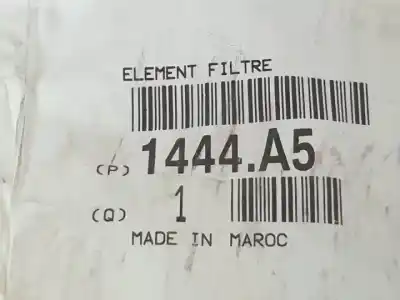 ELEMENT FILTRE
(P) 1444.A5
(Q) 1
MADE IN MAROC